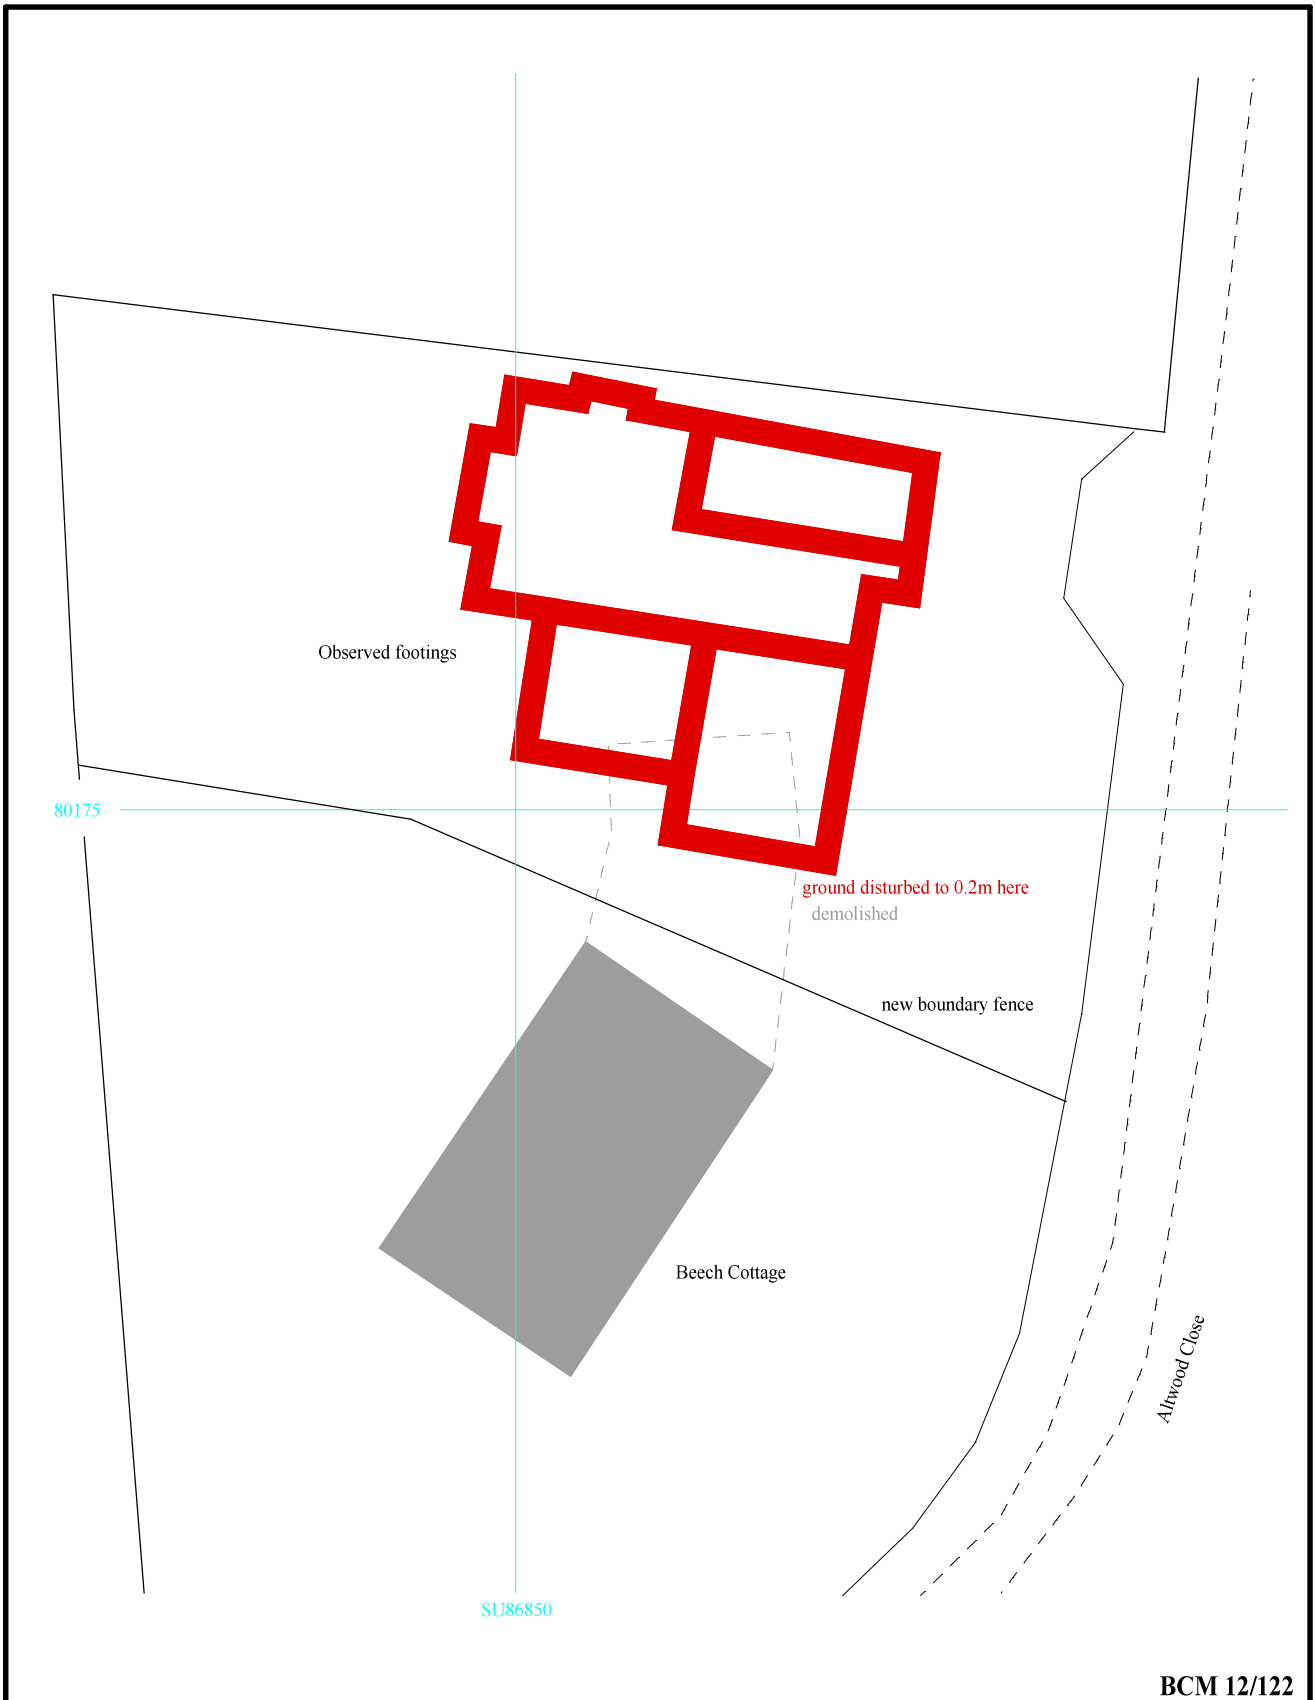 Observed footings
80175
ground disturbed to 0.2m here
demolished
new boundary fence
Beech Cottage
Altwood Close
SU86850
BCM 12/122